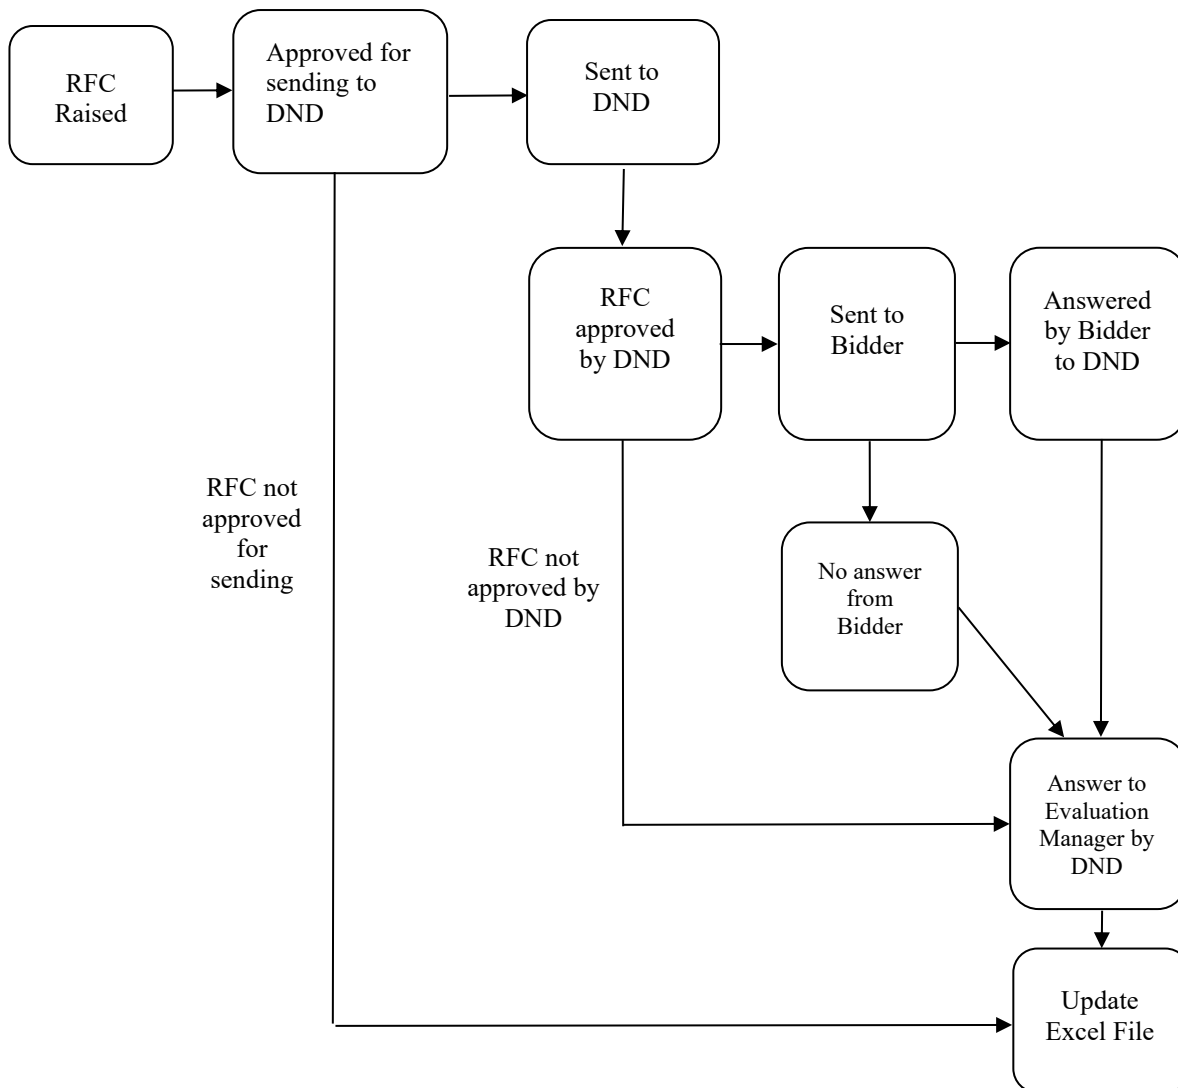 RFC
Raised
Approved for
sending to
DND
Sent to
DND
RFC
approved
by DND
Sent to
Bidder
Answered
by Bidder
to DND
RFC not
approved
for
sending
RFC not
approved by
DND
No answer
from
Bidder
Answer to
Evaluation
Manager by
DND
Update
Excel File